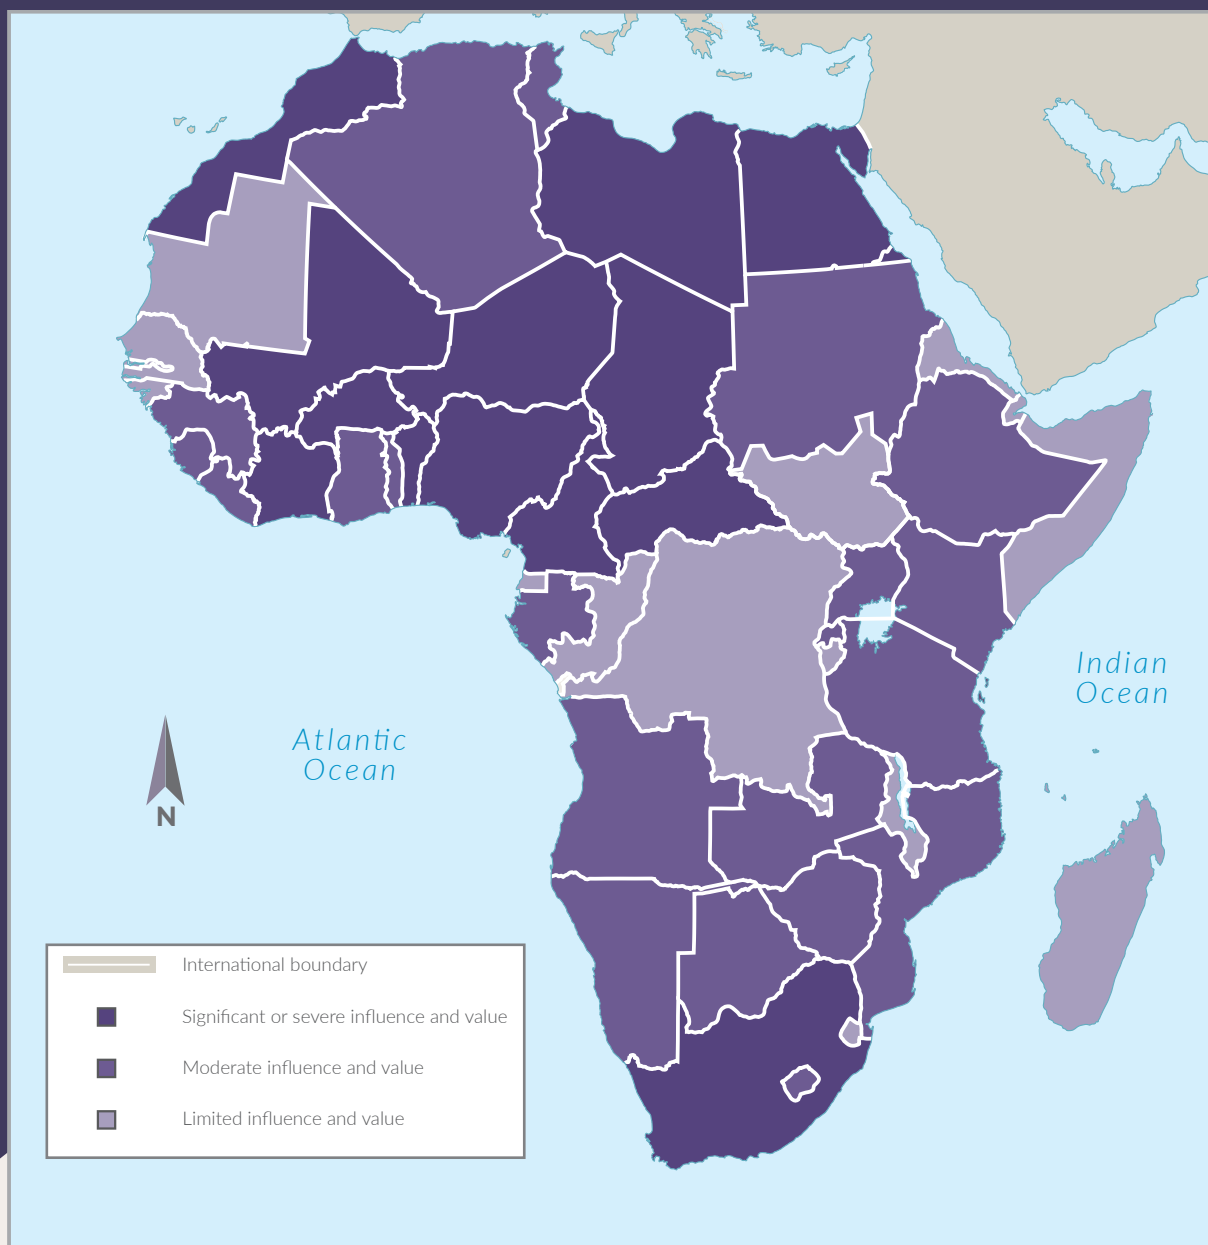 Indian
Ocean
Atlantic
Ocean
N
International boundary
Significant or severe influence and value
Moderate influence and value
Limited influence and value